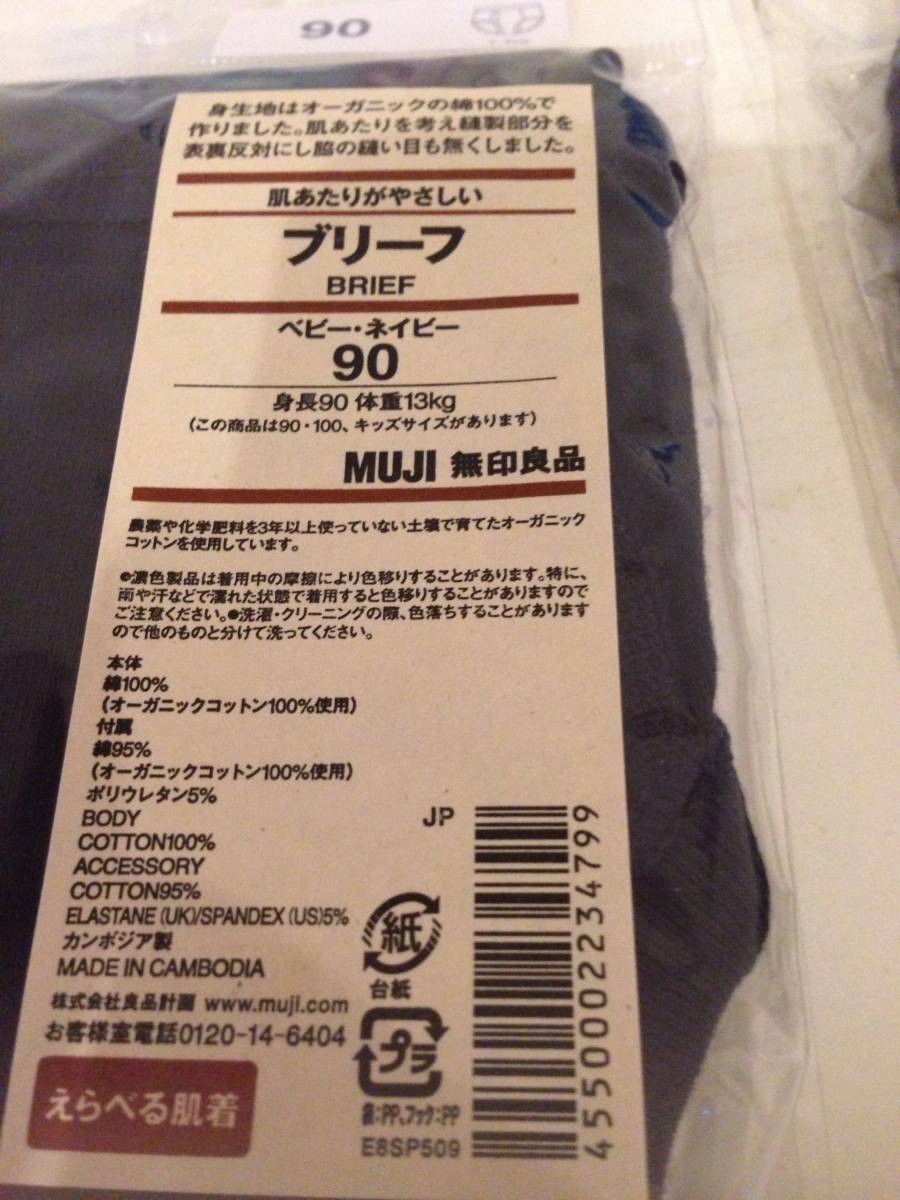 90
身生地はオーガニックの綿100%で
作りました。肌あたりを考え縫製部分を
表裏反対にし脇の縫い目も無くしました。
肌あたりがやさしい
ブリーフ
BRIEF
ベビー・ネイビー
90
身長90 体重13kg
(この商品は90・100、キッズサイズがあります)
MUJI 無印良品
農薬や化学肥料を3年以上使っていない土壌で育てたオーガニック
コットンを使用しています。
●濃色製品は着用中の摩擦により色移りすることがあります。特に、
雨や汗などで濡れた状態で着用すると色移りすることがありますので
ご注意ください。●洗濯・クリーニングの際、色落ちすることがあります
ので他のものと分けて洗ってください。
本体
綿100%
(オーガニックコットン100%使用)
付属
綿95%
(オーガニックコットン100%使用)
ポリウレタン5%
BODY
COTTON100%
ACCESSORY
COTTON95%
ELASTANE (UK)/SPANDEX (US)5%
カンボジア製
MADE IN CAMBODIA
株式会社良品計画 www.muji.com
お客様室電話0120-14-6404
えらべる肌着
JP
紙
台紙
プラ
袋:PP、フック:PP
E8SP509
4550002234799